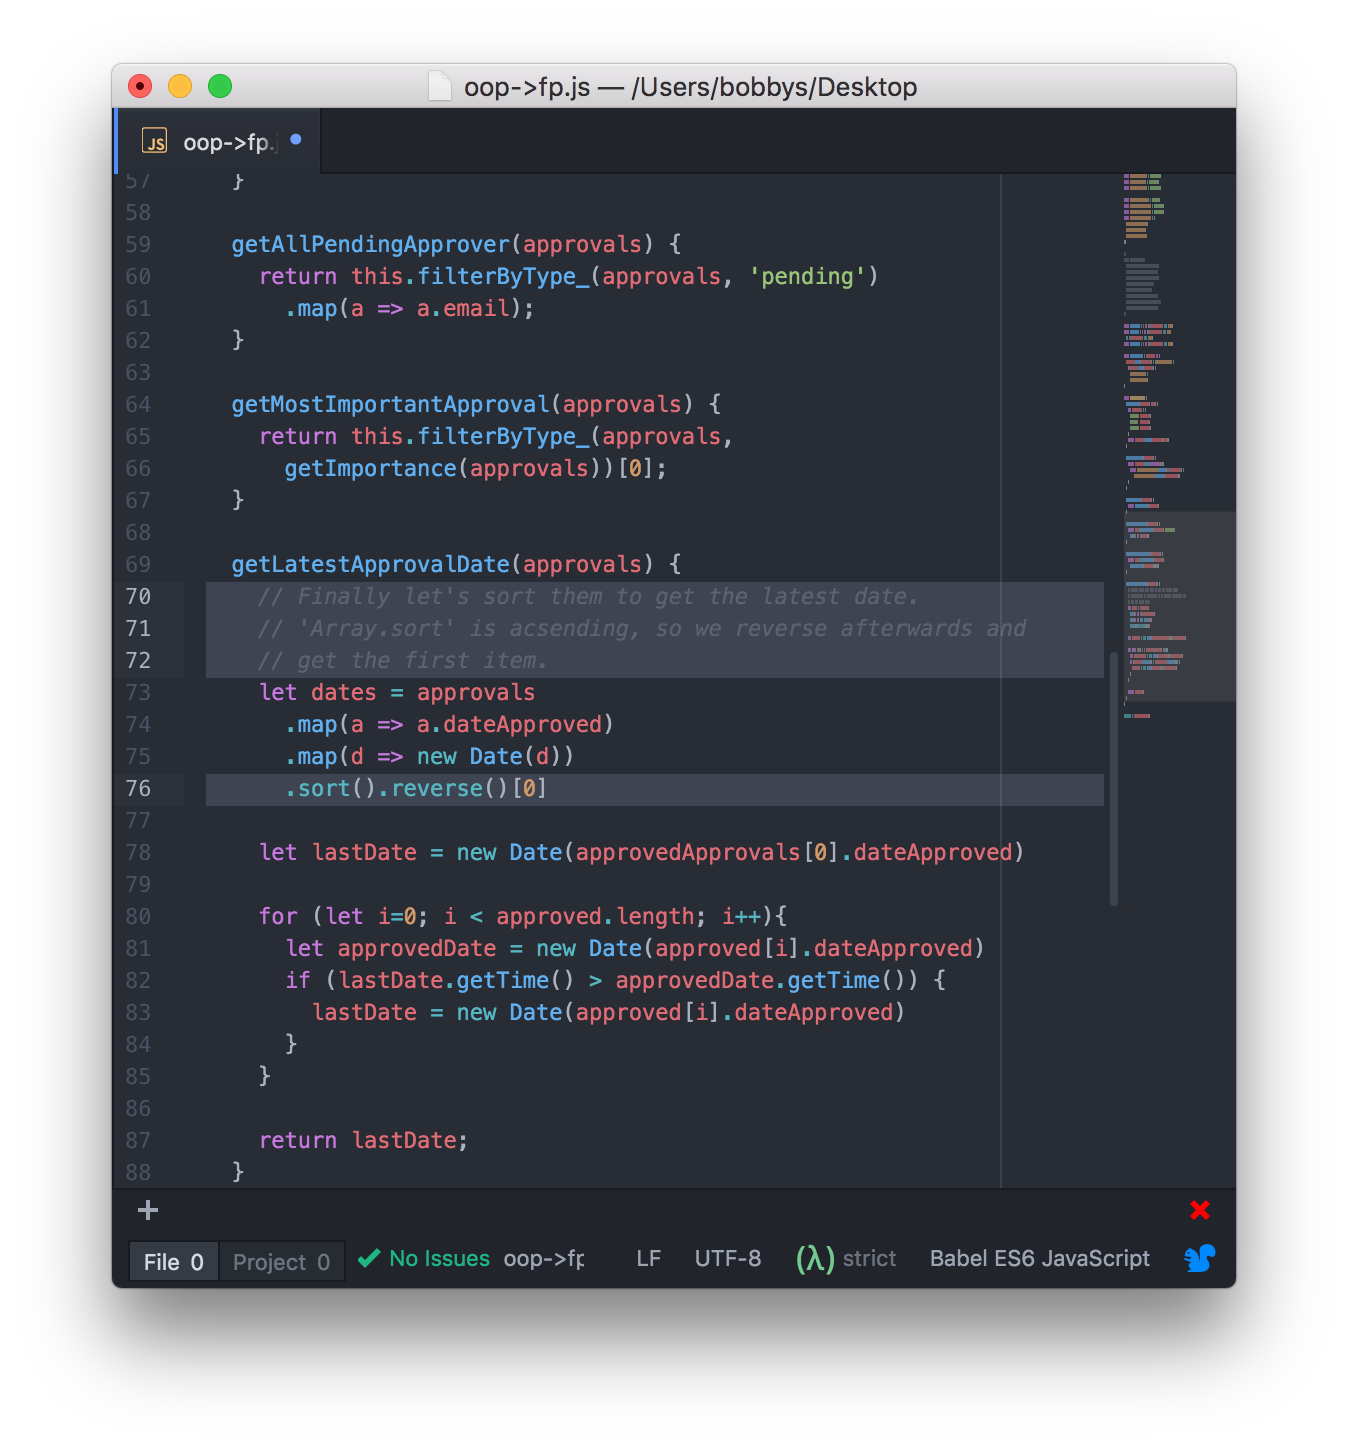 oop->fp.js — /Users/bobbys/Desktop
JS oop->fp.j
57 }
58
59 getAllPendingApprover(approvals) {
60 return this.filterByType_(approvals, 'pending')
61 .map(a => a.email);
62 }
63
64 getMostImportantApproval(approvals) {
65 return this.filterByType_(approvals,
66 getImportance(approvals))[0];
67 }
68
69 getLatestApprovalDate(approvals) {
70 // Finally let's sort them to get the latest date.
71 // 'Array.sort' is acsending, so we reverse afterwards and
72 // get the first item.
73 let dates = approvals
74 .map(a => a.dateApproved)
75 .map(d => new Date(d))
76 .sort().reverse()[0]
77
78 let lastDate = new Date(approvedApprovals[0].dateApproved)
79
80 for (let i=0; i < approved.length; i++){
81 let approvedDate = new Date(approved[i].dateApproved)
82 if (lastDate.getTime() > approvedDate.getTime()) {
83 lastDate = new Date(approved[i].dateApproved)
84 }
85 }
86
87 return lastDate;
88 }
File 0 Project 0 No Issues oop->fp LF UTF-8 (λ) strict Babel ES6 JavaScript